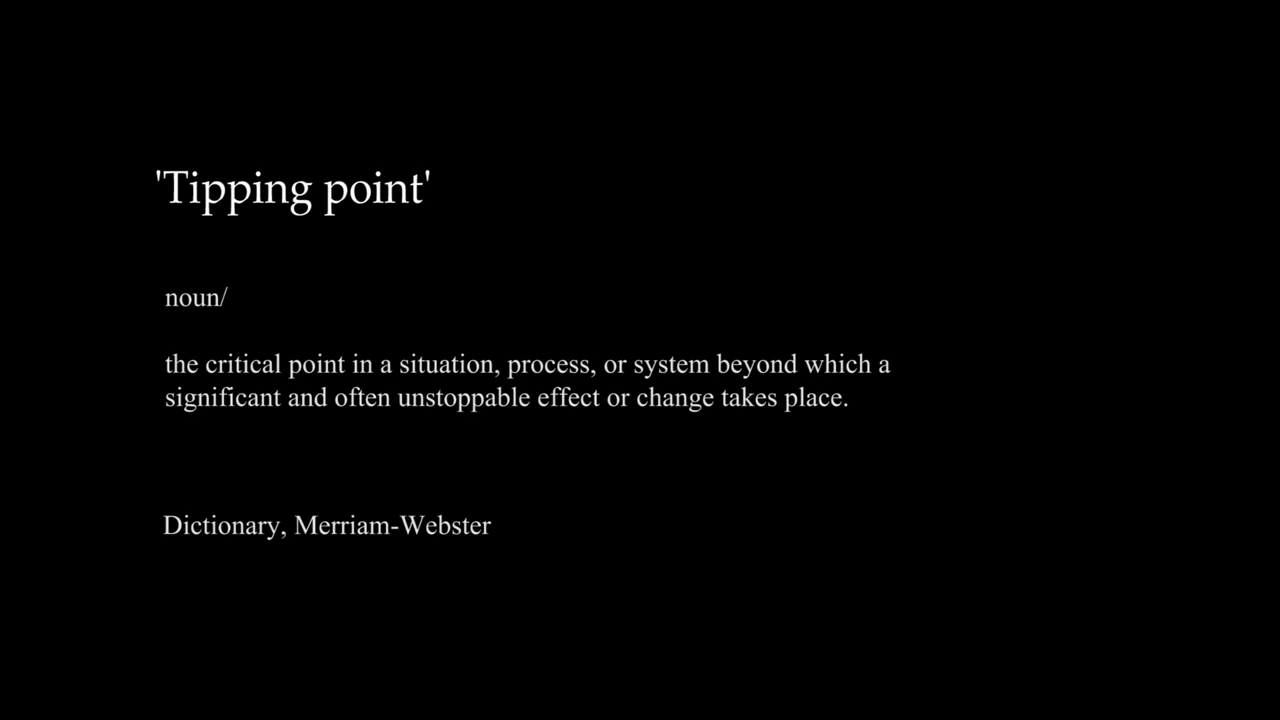 'Tipping point'
noun/
the critical point in a situation, process, or system beyond which a
significant and often unstoppable effect or change takes place.
Dictionary, Merriam-Webster